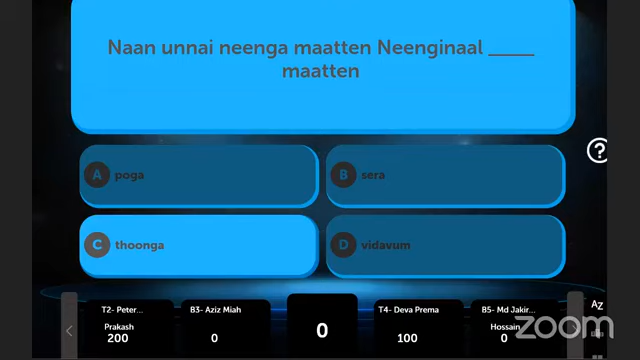 Naan unnai neenga maatten Neenginaal _____
maatten
A poga
B sera
C thoonga
D vidavum
?
T2- Peter...
Prakash
200
B3- Aziz Miah
0
0
T4- Deva Prema
100
B5- Md Jakir...
Hossain
0
AZ
zoom